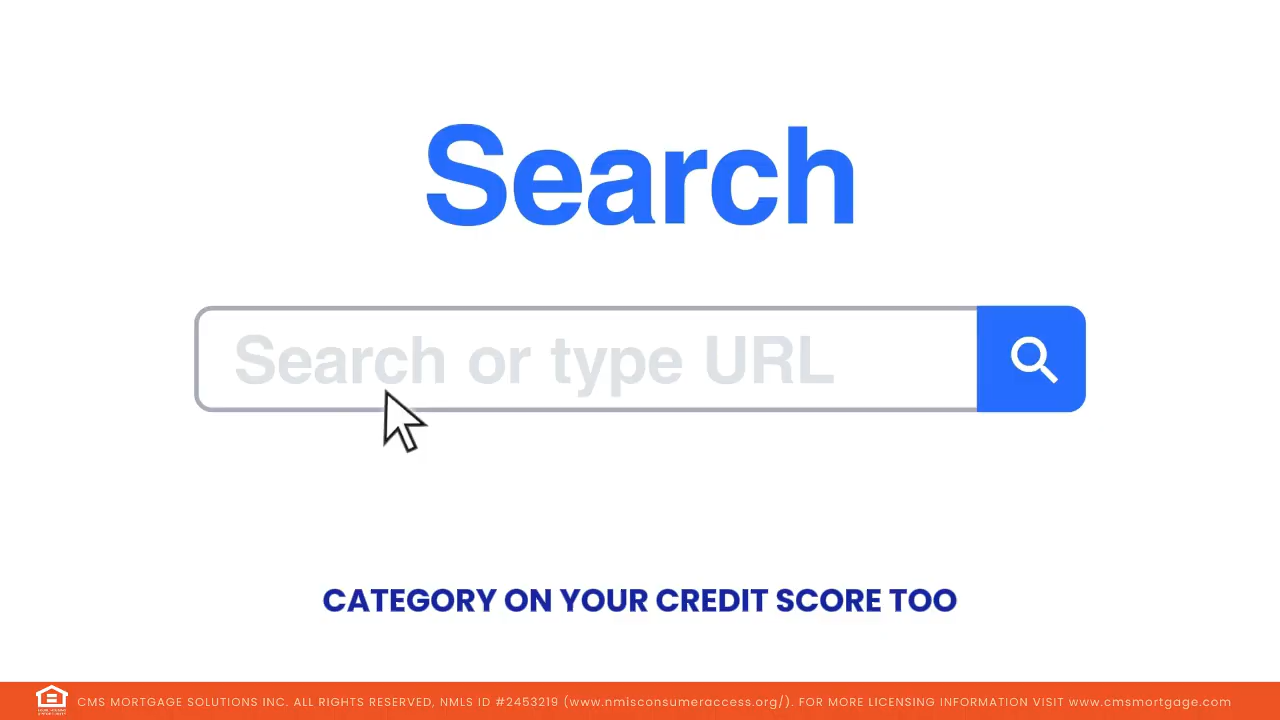 Search
Search or type URL
CATEGORY ON YOUR CREDIT SCORE TOO
CMS MORTGAGE SOLUTIONS INC. ALL RIGHTS RESERVED, NMLS ID #2453219 (www.nmlsconsumeraccess.org/). FOR MORE LICENSING INFORMATION VISIT www.cmsmortgage.com